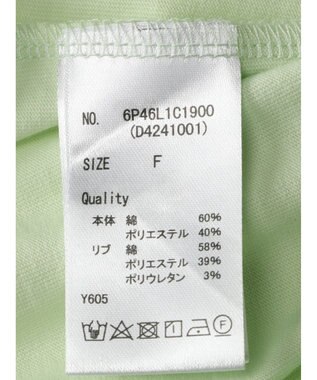 NO. 6P46L1C1900
(D4241001)
SIZE F
Quality
本体 綿 60%
ポリエステル 40%
リブ 綿 58%
ポリエステル 39%
ポリウレタン 3%
Y605